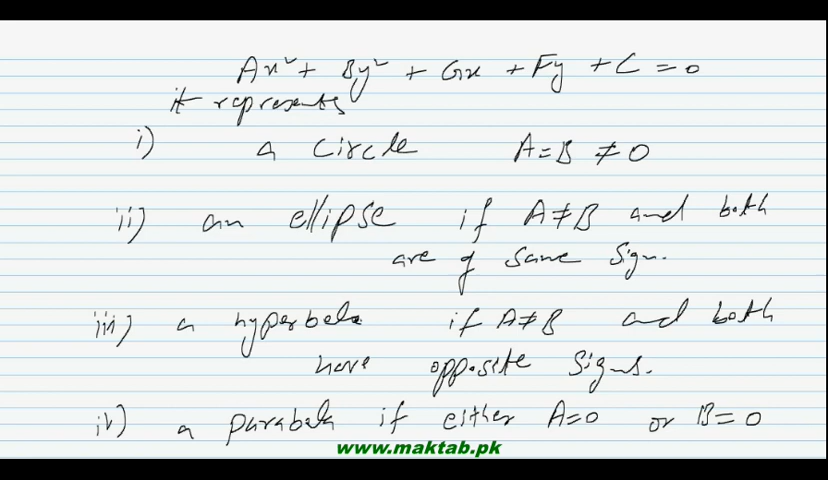 Ax² + By² + Gx + Fy + C = 0
it represents
i) a circle A=B ≠ 0
ii) an ellipse if A≠B and both
are of same sign.
iii) a hyperbola if A≠B and both
have opposite signs.
iv) a parabola if either A=0 or B=0
www.maktab.pk